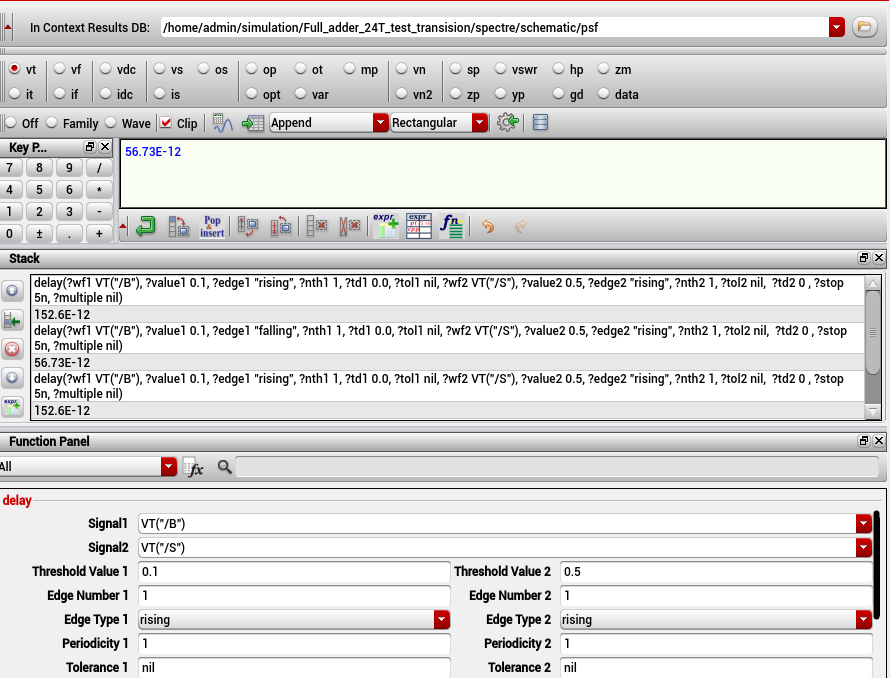 In Context Results DB: /home/admin/simulation/Full_adder_24T_test_transision/spectre/schematic/psf
vt vf vdc vs os op ot mp vn sp vswr hp zm
it if idc is opt var vn2 zp yp gd data
Off Family Wave Clip Append Rectangular
Key P...
56.73E-12
7 8 9 /
4 5 6 *
1 2 3 -
0 ± . +
Pop & insert
expr
expr
fn
Stack
delay(?wf1 VT("/B"), ?value1 0.1, ?edge1 "rising", ?nth1 1, ?td1 0.0, ?tol1 nil, ?wf2 VT("/S"), ?value2 0.5, ?edge2 "rising", ?nth2 1, ?tol2 nil, ?td2 0 , ?stop
5n, ?multiple nil)
152.6E-12
delay(?wf1 VT("/B"), ?value1 0.1, ?edge1 "falling", ?nth1 1, ?td1 0.0, ?tol1 nil, ?wf2 VT("/S"), ?value2 0.5, ?edge2 "rising", ?nth2 1, ?tol2 nil, ?td2 0 , ?stop
5n, ?multiple nil)
56.73E-12
delay(?wf1 VT("/B"), ?value1 0.1, ?edge1 "rising", ?nth1 1, ?td1 0.0, ?tol1 nil, ?wf2 VT("/S"), ?value2 0.5, ?edge2 "rising", ?nth2 1, ?tol2 nil, ?td2 0 , ?stop
5n, ?multiple nil)
152.6E-12
expr
Function Panel
All
fx
delay
Signal1 VT("/B")
Signal2 VT("/S")
Threshold Value 1 0.1 Threshold Value 2 0.5
Edge Number 1 1 Edge Number 2 1
Edge Type 1 rising Edge Type 2 rising
Periodicity 1 1 Periodicity 2 1
Tolerance 1 nil Tolerance 2 nil